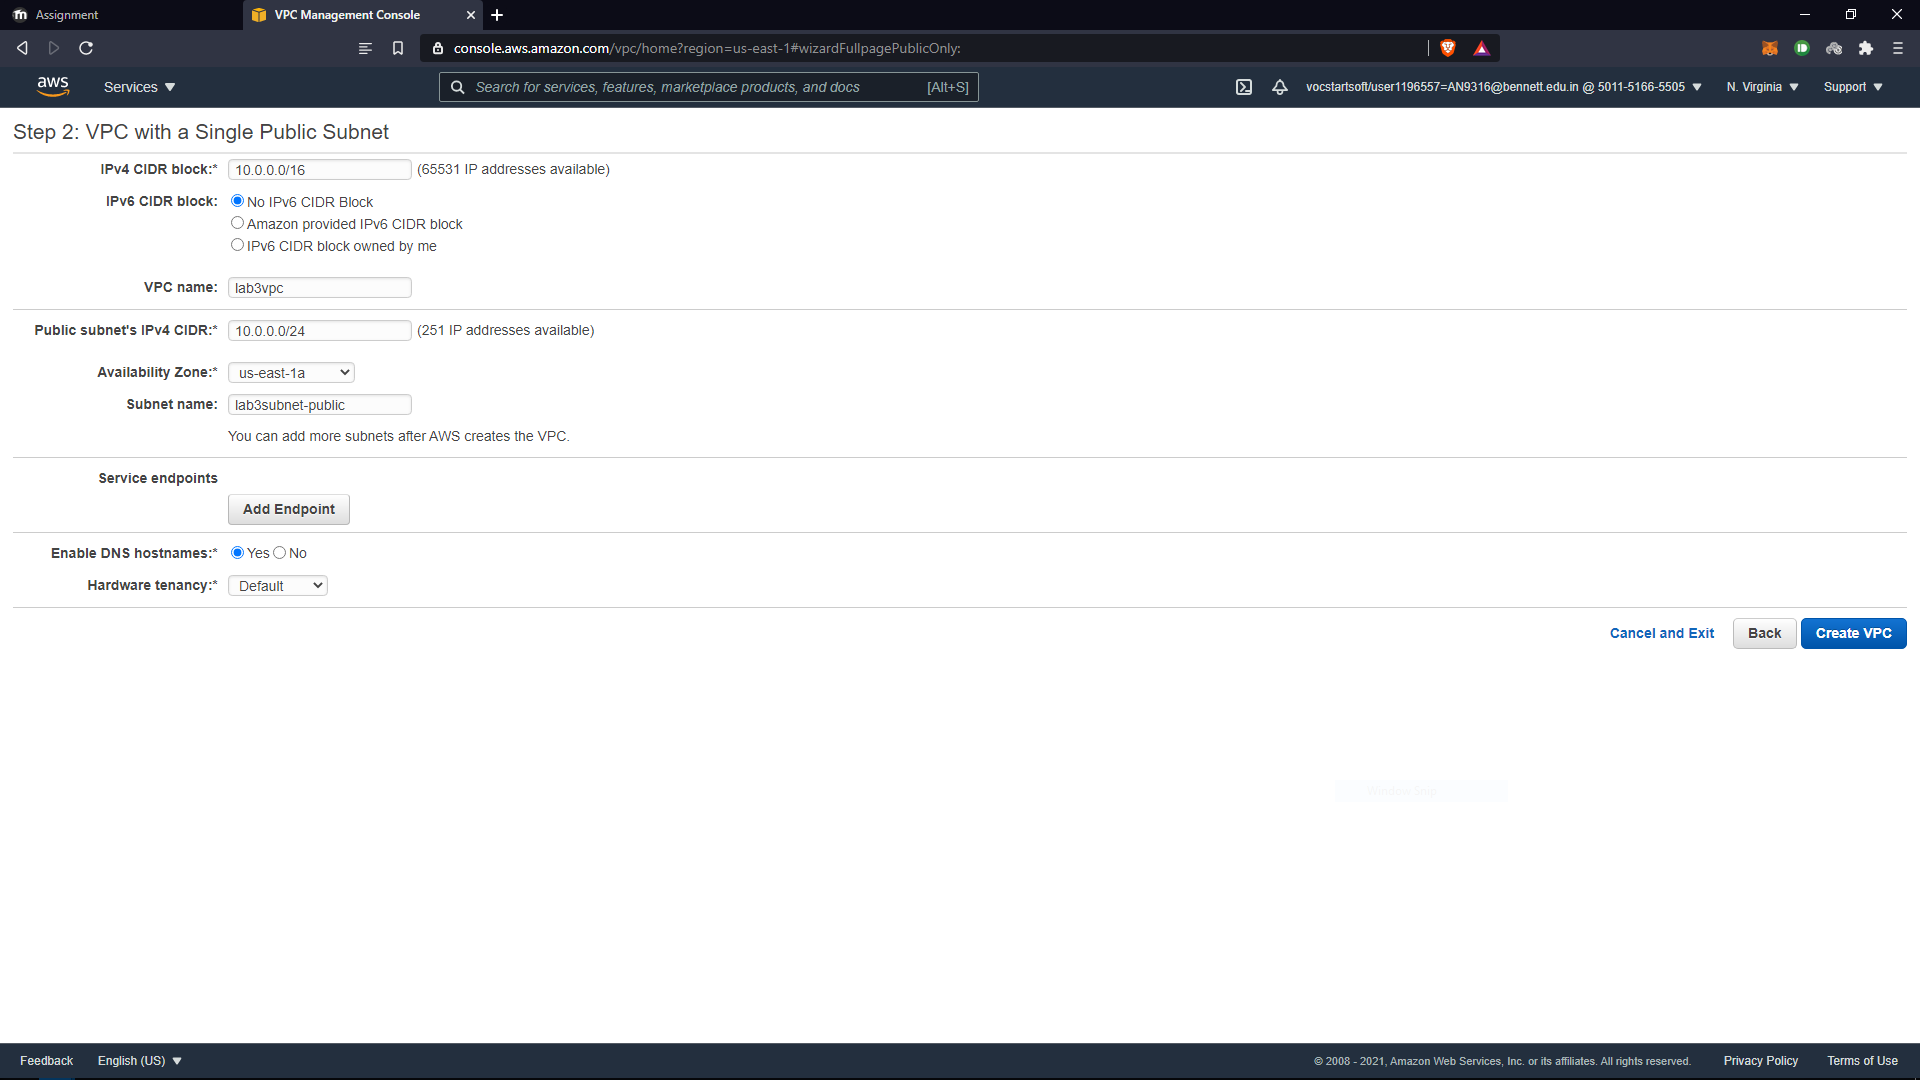 Assignment
VPC Management Console
console.aws.amazon.com/vpc/home?region=us-east-1#wizardFullpagePublicOnly:
aws
Services
Search for services, features, marketplace products, and docs
[Alt+S]
vocstartsoft/user1196557=AN9316@bennett.edu.in @ 5011-5166-5505
N. Virginia
Support
Step 2: VPC with a Single Public Subnet
IPv4 CIDR block:* 10.0.0.0/16 (65531 IP addresses available)
IPv6 CIDR block: No IPv6 CIDR Block
Amazon provided IPv6 CIDR block
IPv6 CIDR block owned by me
VPC name: lab3vpc
Public subnet's IPv4 CIDR:* 10.0.0.0/24 (251 IP addresses available)
Availability Zone:* us-east-1a
Subnet name: lab3subnet-public
You can add more subnets after AWS creates the VPC.
Service endpoints
Add Endpoint
Enable DNS hostnames:* Yes No
Hardware tenancy:* Default
Cancel and Exit
Back
Create VPC
Feedback
English (US)
© 2008 - 2021, Amazon Web Services, Inc. or its affiliates. All rights reserved.
Privacy Policy
Terms of Use